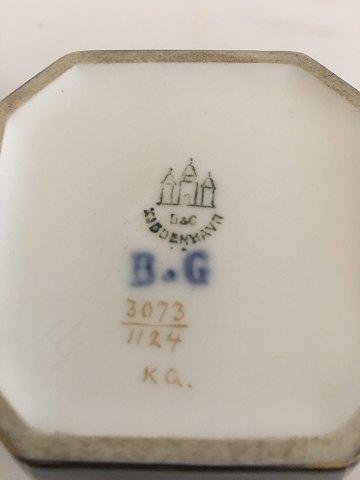 B&G
KJØBENHAVN
B&G
3073
1124
KG.